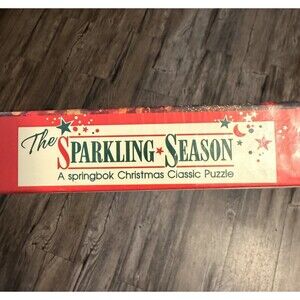 The
SPARKLING★SEASON
A springbok Christmas Classic Puzzle